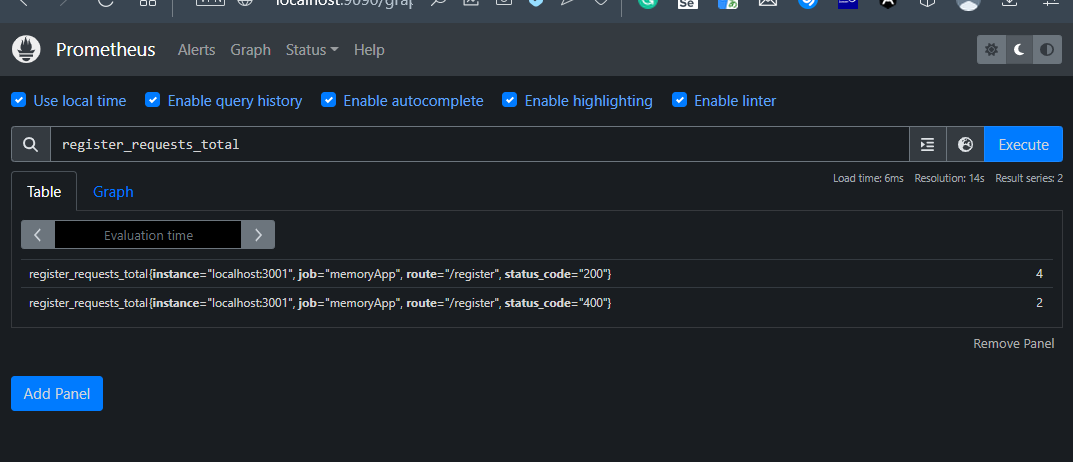 localhost:9090/grap
Prometheus Alerts Graph Status Help
Use local time Enable query history Enable autocomplete Enable highlighting Enable linter
register_requests_total Execute
Load time: 6ms Resolution: 14s Result series: 2
Table Graph
Evaluation time
register_requests_total{instance="localhost:3001", job="memoryApp", route="/register", status_code="200"} 4
register_requests_total{instance="localhost:3001", job="memoryApp", route="/register", status_code="400"} 2
Remove Panel
Add Panel